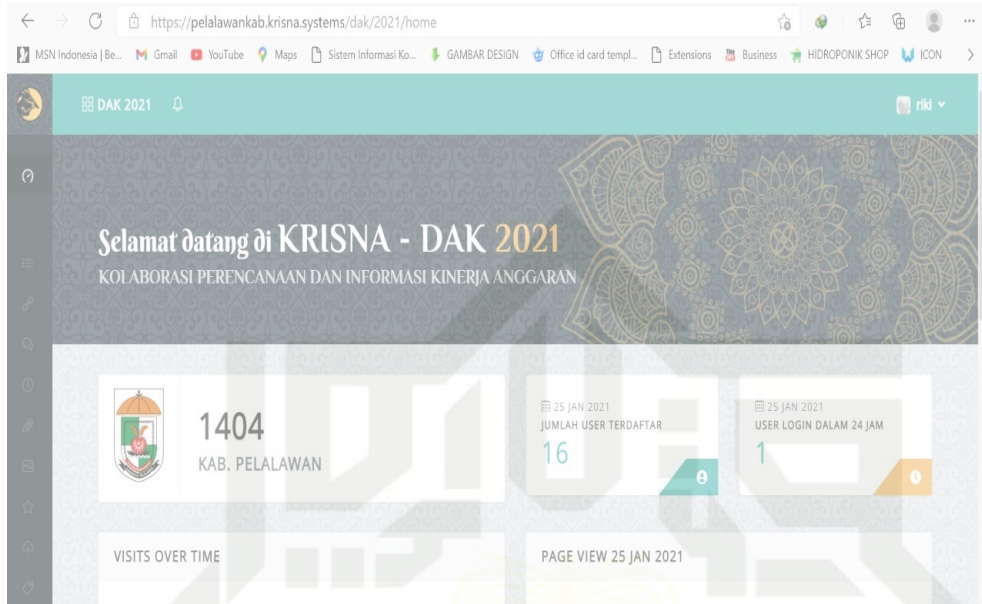 https://pelalawankab.krisna.systems/dak/2021/home
MSN Indonesia | Be... Gmail YouTube Maps Sistem Informasi Ko... GAMBAR DESIGN Office id card templ... Extensions Business HIDROPONIK SHOP ICON
DAK 2021 riki
Selamat datang di KRISNA - DAK 2021
KOLABORASI PERENCANAAN DAN INFORMASI KINERJA ANGGARAN
1404
KAB. PELALAWAN
25 JAN 2021
JUMLAH USER TERDAFTAR
16
25 JAN 2021
USER LOGIN DALAM 24 JAM
1
VISITS OVER TIME
PAGE VIEW 25 JAN 2021